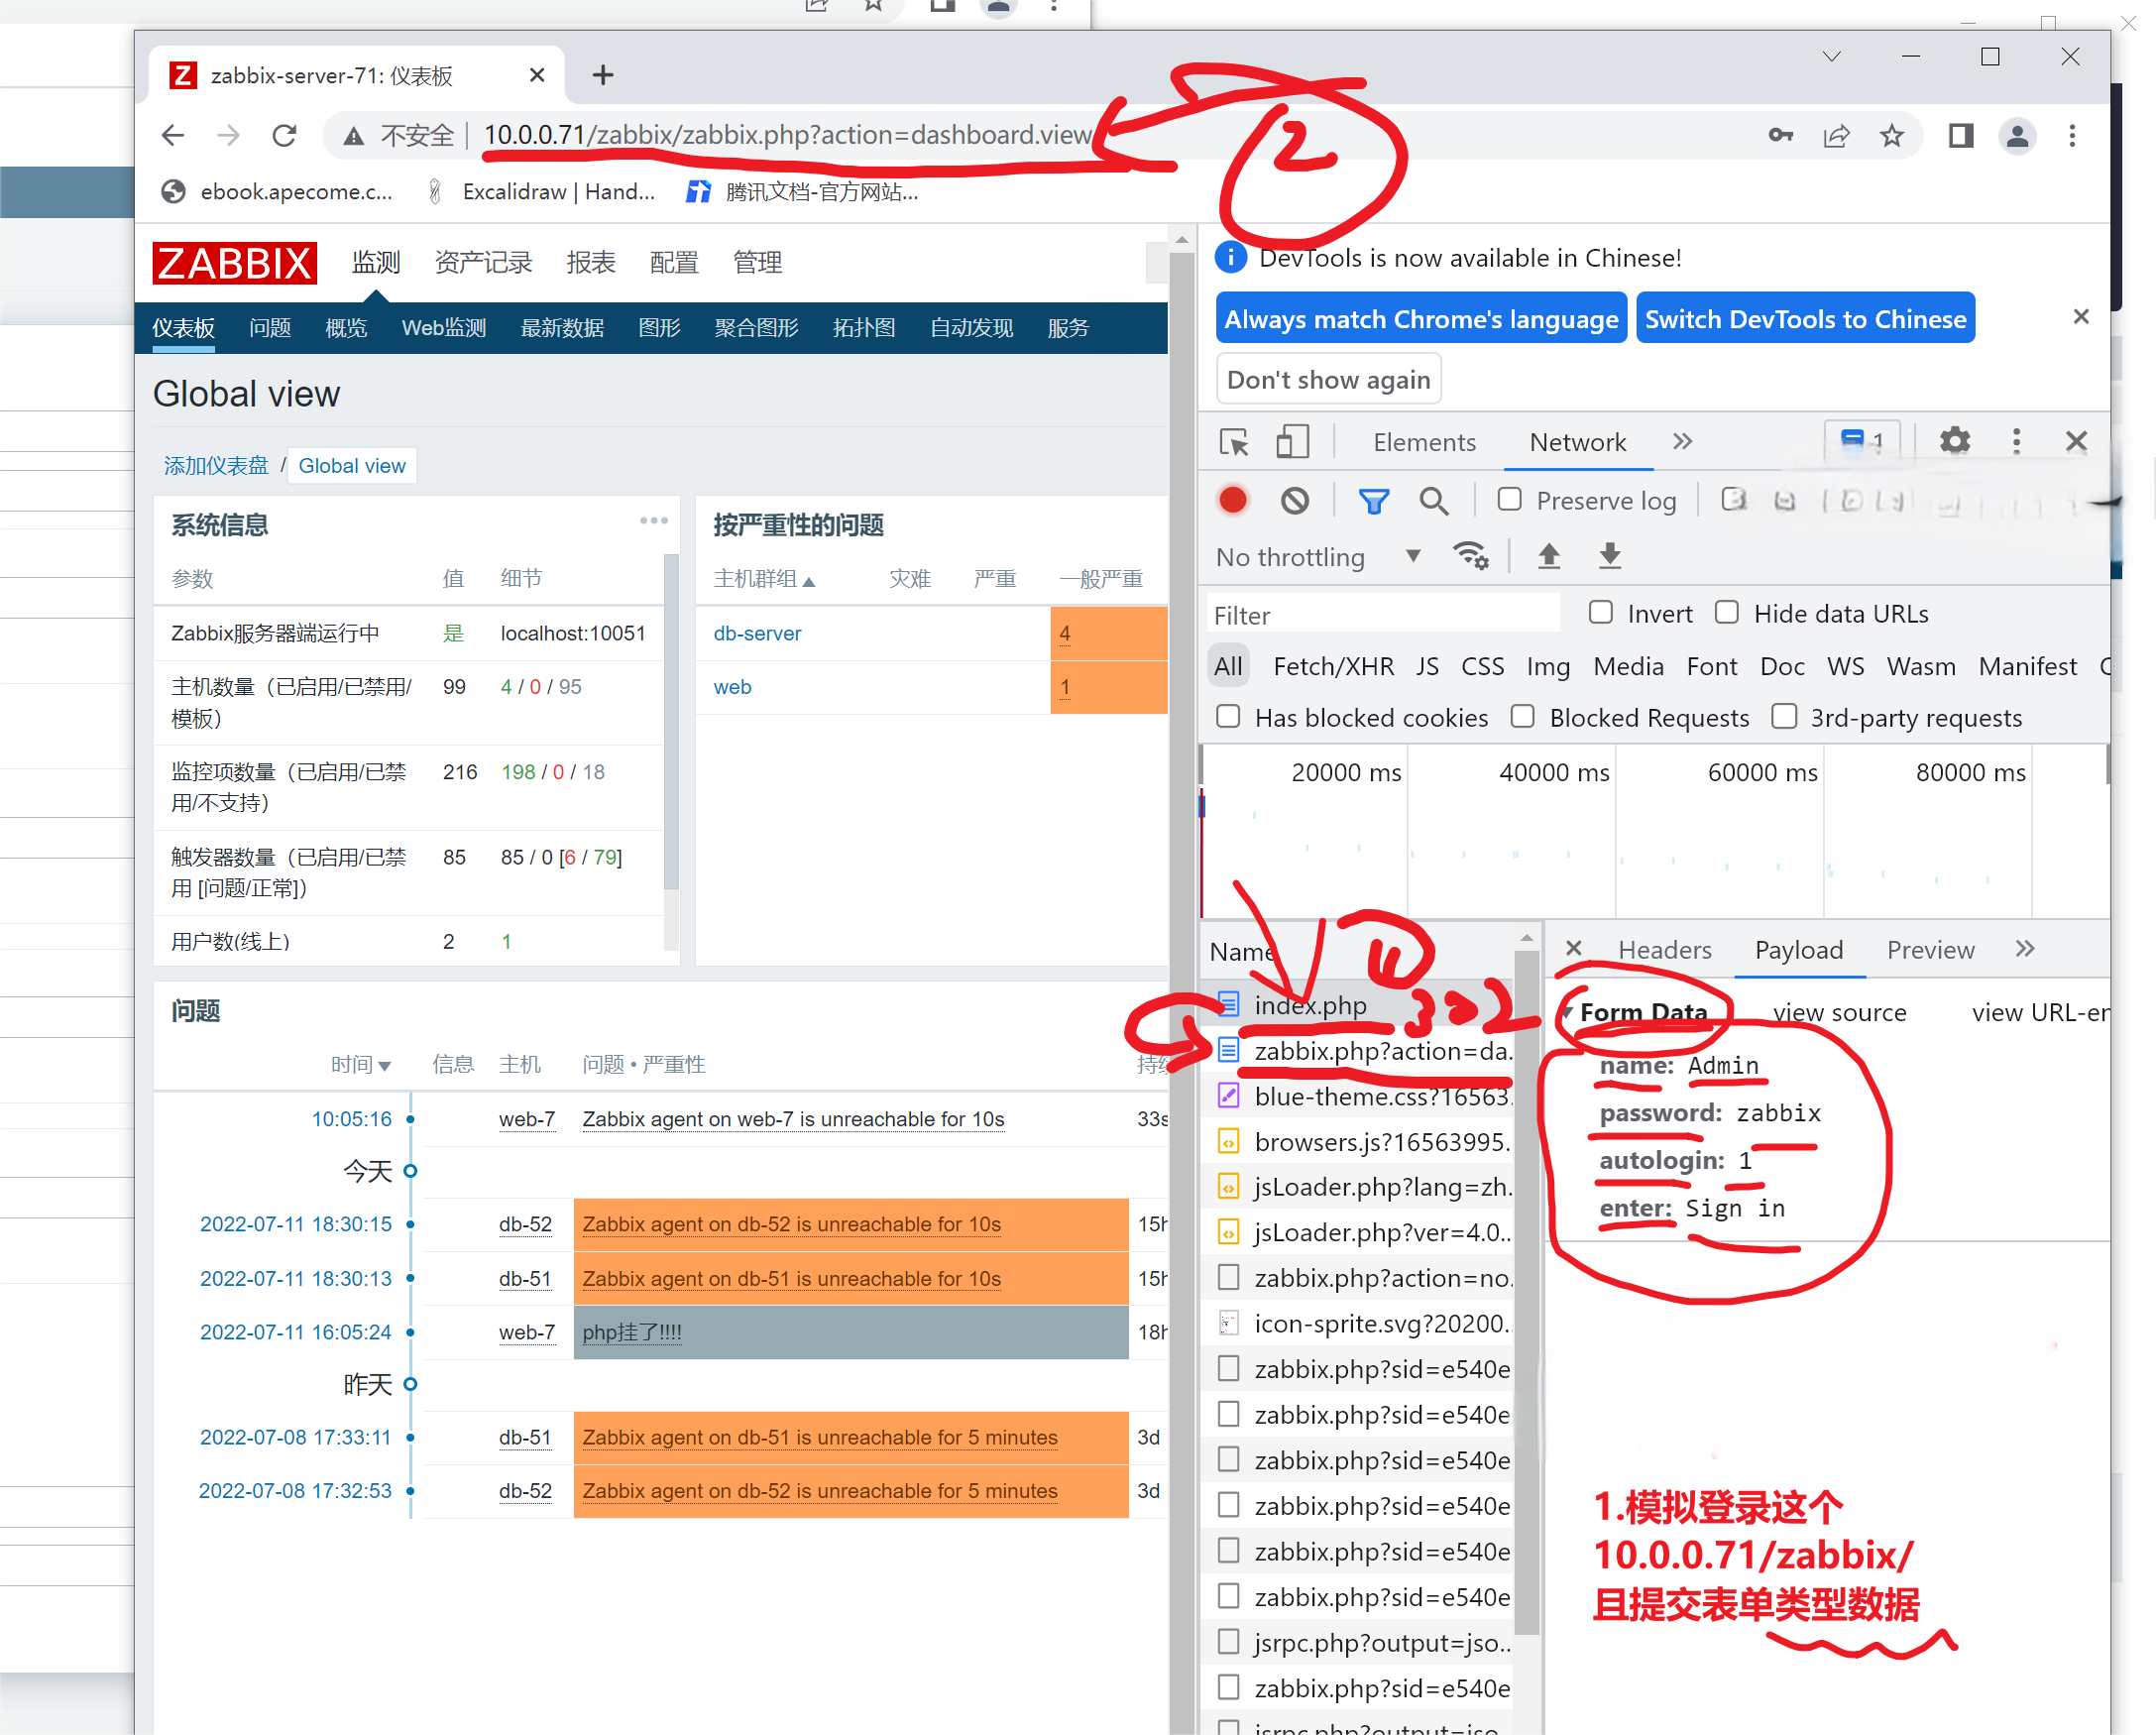 zabbix-server-71: 仪表板
不安全 | 10.0.0.71/zabbix/zabbix.php?action=dashboard.view
2
ebook.apecome.c...
Excalidraw | Hand...
腾讯文档-官方网站...
ZABBIX 监测 资产记录 报表 配置 管理
仪表板 问题 概览 Web监测 最新数据 图形 聚合图形 拓扑图 自动发现 服务
Global view
添加仪表盘 / Global view
系统信息
参数 值 细节
Zabbix服务器端运行中 是 localhost:10051
主机数量（已启用/已禁用/ 99 4 / 0 / 95
模板）
监控项数量（已启用/已禁 216 198 / 0 / 18
用/不支持）
触发器数量（已启用/已禁 85 85 / 0 [6 / 79]
用 [问题/正常]）
用户数(线上) 2 1
按严重性的问题
主机群组 灾难 严重 一般严重
db-server 4
web 1
问题
时间 信息 主机 问题 • 严重性 持续
10:05:16 web-7 Zabbix agent on web-7 is unreachable for 10s 33s
今天
2022-07-11 18:30:15 db-52 Zabbix agent on db-52 is unreachable for 10s 15h
2022-07-11 18:30:13 db-51 Zabbix agent on db-51 is unreachable for 10s 15h
2022-07-11 16:05:24 web-7 php挂了!!!! 18h
昨天
2022-07-08 17:33:11 db-51 Zabbix agent on db-51 is unreachable for 5 minutes 3d
2022-07-08 17:32:53 db-52 Zabbix agent on db-52 is unreachable for 5 minutes 3d
DevTools is now available in Chinese!
Always match Chrome's language Switch DevTools to Chinese
Don't show again
Elements Network 1
Preserve log
No throttling
Filter Invert Hide data URLs
All Fetch/XHR JS CSS Img Media Font Doc WS Wasm Manifest
Has blocked cookies Blocked Requests 3rd-party requests
20000 ms 40000 ms 60000 ms 80000 ms
Name
index.php
zabbix.php?action=da...
blue-theme.css?16563...
browsers.js?16563995...
jsLoader.php?lang=zh...
jsLoader.php?ver=4.0...
zabbix.php?action=no...
icon-sprite.svg?20200...
zabbix.php?sid=e540e
zabbix.php?sid=e540e
zabbix.php?sid=e540e
zabbix.php?sid=e540e
zabbix.php?sid=e540e
zabbix.php?sid=e540e
jsrpc.php?output=jso...
zabbix.php?sid=e540e
jsrpc.php?output=jso...
Headers Payload Preview
Form Data view source view URL-en
name: Admin
password: zabbix
autologin: 1
enter: Sign in
1.模拟登录这个
10.0.0.71/zabbix/
且提交表单类型数据